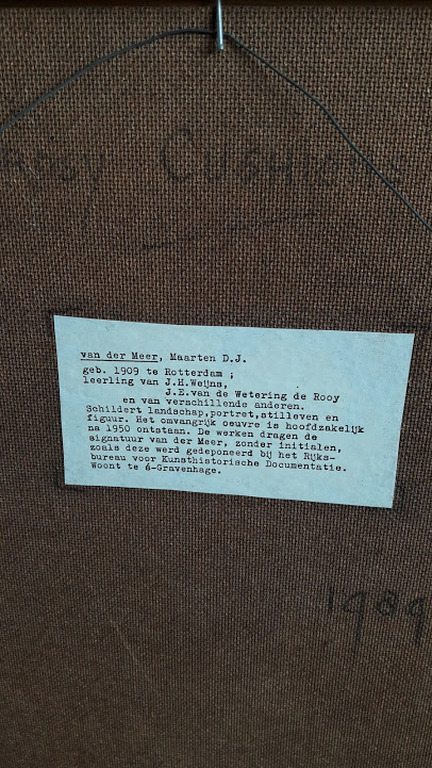 CUSHIONS
van der Meer, Maarten D.J.
geb. 1909 te Rotterdam ;
leerling van J.H.Weijns,
J.E.van de Wetering de Rooy
en van verschillende anderen.
Schildert landschap,portret,stilleven en
figuur. Het omvangrijk oeuvre is hoofdzakelijk
na 1950 ontstaan. De werken dragen de
signatuur van der Meer, zonder initialen,
zoals deze werd gedeponeerd bij het Rijks-
bureau voor Kunsthistorische Documentatie.
Woont te 6-Gravenhage.
1989